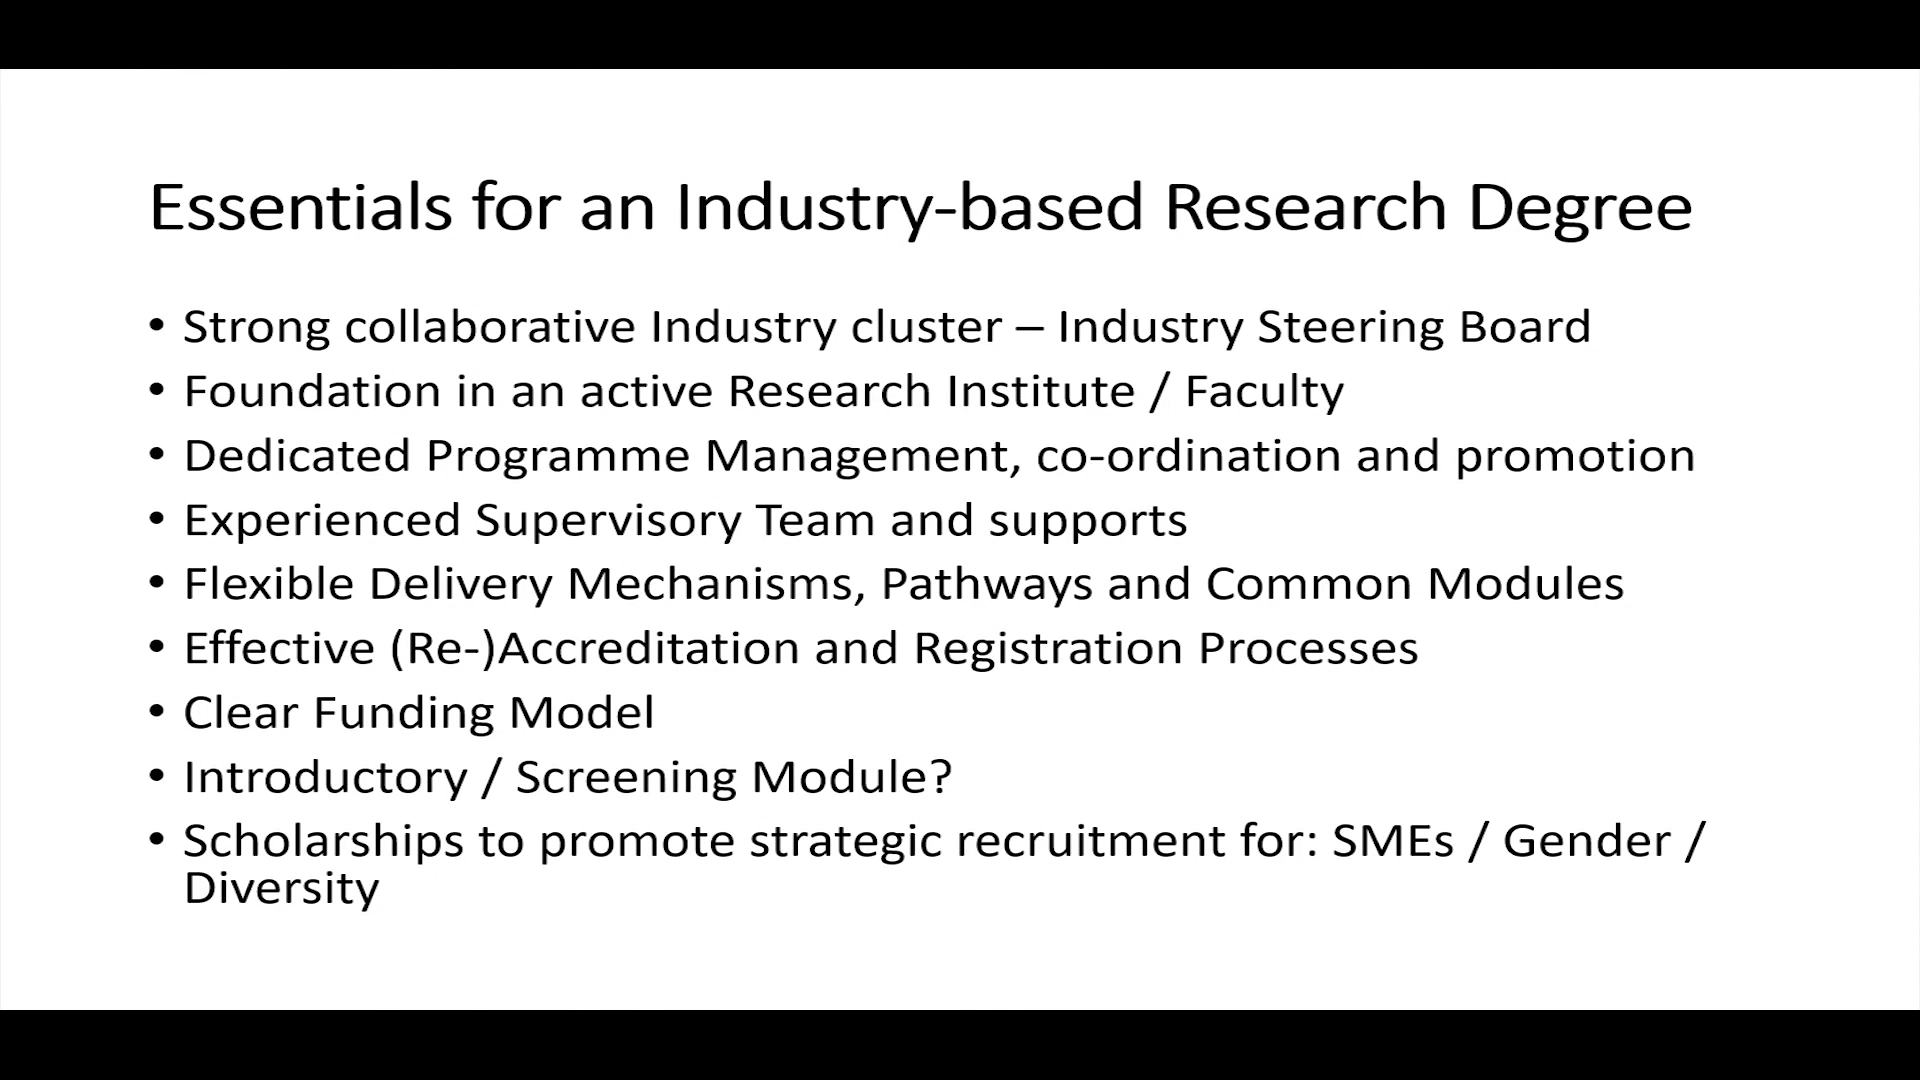 Essentials for an Industry-based Research Degree
• Strong collaborative Industry cluster – Industry Steering Board
• Foundation in an active Research Institute / Faculty
• Dedicated Programme Management, co-ordination and promotion
• Experienced Supervisory Team and supports
• Flexible Delivery Mechanisms, Pathways and Common Modules
• Effective (Re-)Accreditation and Registration Processes
• Clear Funding Model
• Introductory / Screening Module?
• Scholarships to promote strategic recruitment for: SMEs / Gender /
Diversity